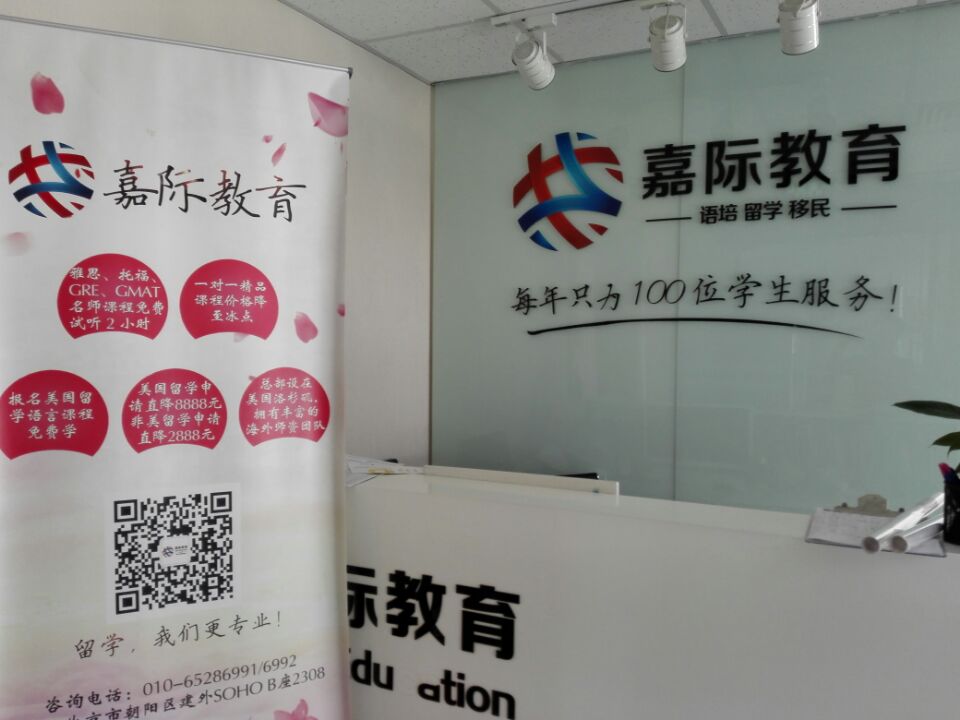 嘉际教育
雅思、托福、
GRE、GMAT
名师课程免费
试听2小时
一对一精品
课程价格降
至冰点
报名美国留
学语言课程
免费学
美国留学申
请直降8888元
非美留学申请
直降2888元
总部设在
美国洛杉矶,
拥有丰富的
海外师资团队
留学,我们更专业!
咨询电话:010-65286991/6992
北京市朝阳区建外SOHO B座2308
嘉际教育
语培 留学 移民
每年只为100位学生服务!
际教育
du ation